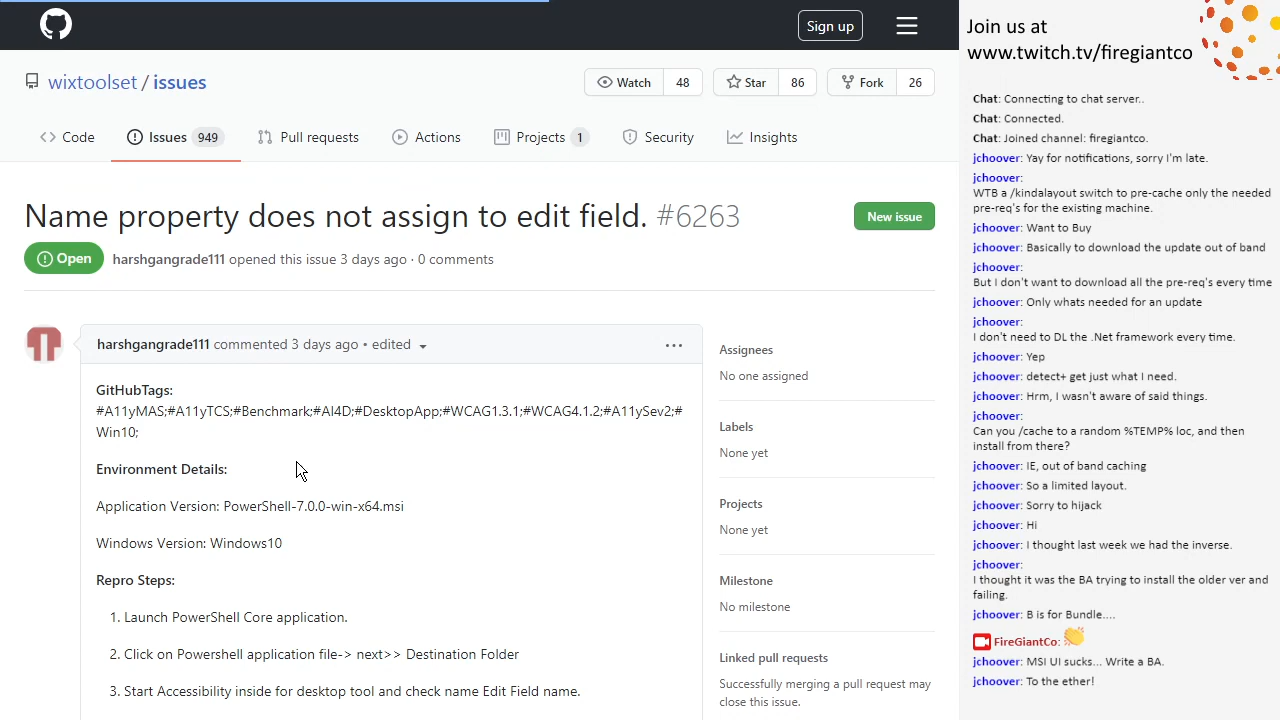 Sign up
wixtoolset / issues
Watch 48
Star 86
Fork 26
Code
Issues 949
Pull requests
Actions
Projects 1
Security
Insights
Name property does not assign to edit field. #6263
New issue
Open
harshgangrade111 opened this issue 3 days ago · 0 comments
harshgangrade111 commented 3 days ago • edited
GitHubTags:
#A11yMAS;#A11yTCS;#Benchmark;#AI4D;#DesktopApp;#WCAG1.3.1;#WCAG4.1.2;#A11ySev2;#
Win10;
Environment Details:
Application Version: PowerShell-7.0.0-win-x64.msi
Windows Version: Windows10
Repro Steps:
1. Launch PowerShell Core application.
2. Click on Powershell application file-> next>> Destination Folder
3. Start Accessibility inside for desktop tool and check name Edit Field name.
Assignees
No one assigned
Labels
None yet
Projects
None yet
Milestone
No milestone
Linked pull requests
Successfully merging a pull request may
close this issue.
Join us at
www.twitch.tv/firegiantco
Chat: Connecting to chat server..
Chat: Connected.
Chat: Joined channel: firegiantco.
jchoover: Yay for notifications, sorry I'm late.
jchoover:
WTB a /kindalayout switch to pre-cache only the needed
pre-req's for the existing machine.
jchoover: Want to Buy
jchoover: Basically to download the update out of band
jchoover:
But I don't want to download all the pre-req's every time
jchoover: Only whats needed for an update
jchoover:
I don't need to DL the .Net framework every time.
jchoover: Yep
jchoover: detect+ get just what I need.
jchoover: Hrm, I wasn't aware of said things.
jchoover:
Can you /cache to a random %TEMP% loc, and then
install from there?
jchoover: IE, out of band caching
jchoover: So a limited layout.
jchoover: Sorry to hijack
jchoover: Hi
jchoover: I thought last week we had the inverse.
jchoover:
I thought it was the BA trying to install the older ver and
failing.
jchoover: B is for Bundle....
FireGiantCo:
jchoover: MSI UI sucks... Write a BA.
jchoover: To the ether!